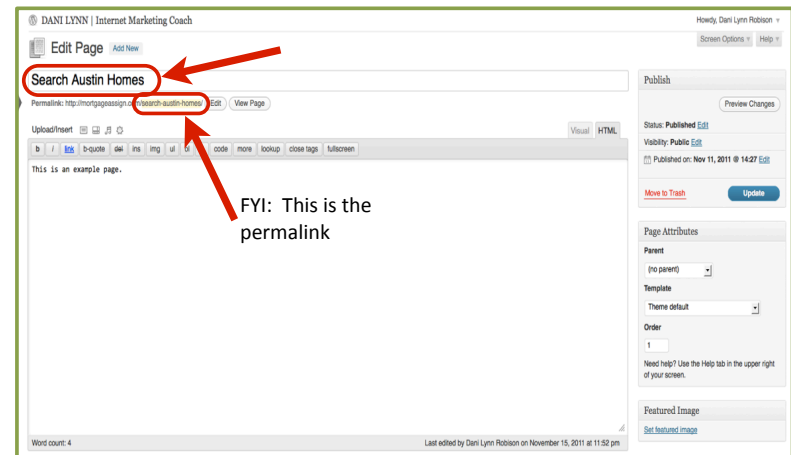 DANI LYNN | Internet Marketing Coach
Howdy, Dani Lynn Robison
Screen Options
Help
Edit Page
Add New
Search Austin Homes
Permalink: http://mortgageassign.com/search-austin-homes/
Edit
View Page
Upload/Insert
Visual
HTML
b
i
link
b-quote
del
ins
img
ul
ol
code
more
lookup
close tags
fullscreen
This is an example page.
FYI: This is the
permalink
Word count: 4
Last edited by Dani Lynn Robison on November 15, 2011 at 11:52 pm
Publish
Preview Changes
Status: Published Edit
Visibility: Public Edit
Published on: Nov 11, 2011 @ 14:27 Edit
Move to Trash
Update
Page Attributes
Parent
(no parent)
Template
Theme default
Order
1
Need help? Use the Help tab in the upper right
of your screen.
Featured Image
Set featured image